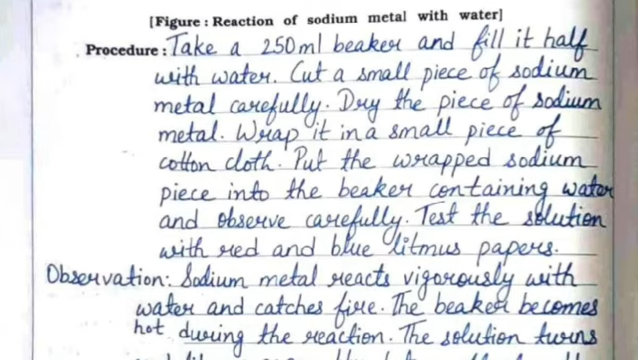 [Figure : Reaction of sodium metal with water]
Procedure : Take a 250ml beaker and fill it half
with water. Cut a small piece of sodium
metal carefully. Dry the piece of sodium
metal. Wrap it in a small piece of
cotton cloth. Put the wrapped sodium
piece into the beaker containing water
and observe carefully. Test the solution
with red and blue litmus papers.
Observation: Sodium metal reacts vigorously with
water and catches fire. The beaker becomes
hot during the reaction. The solution turns